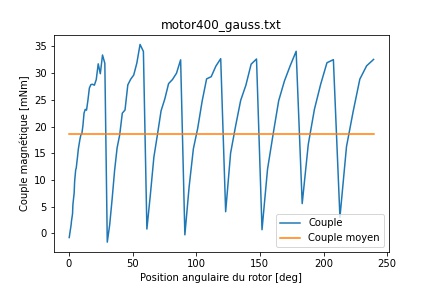 motor400_gauss.txt
Couple magnétique [mNm]
35
30
25
20
15
10
5
0
Couple
Couple moyen
0 50 100 150 200 250
Position angulaire du rotor [deg]